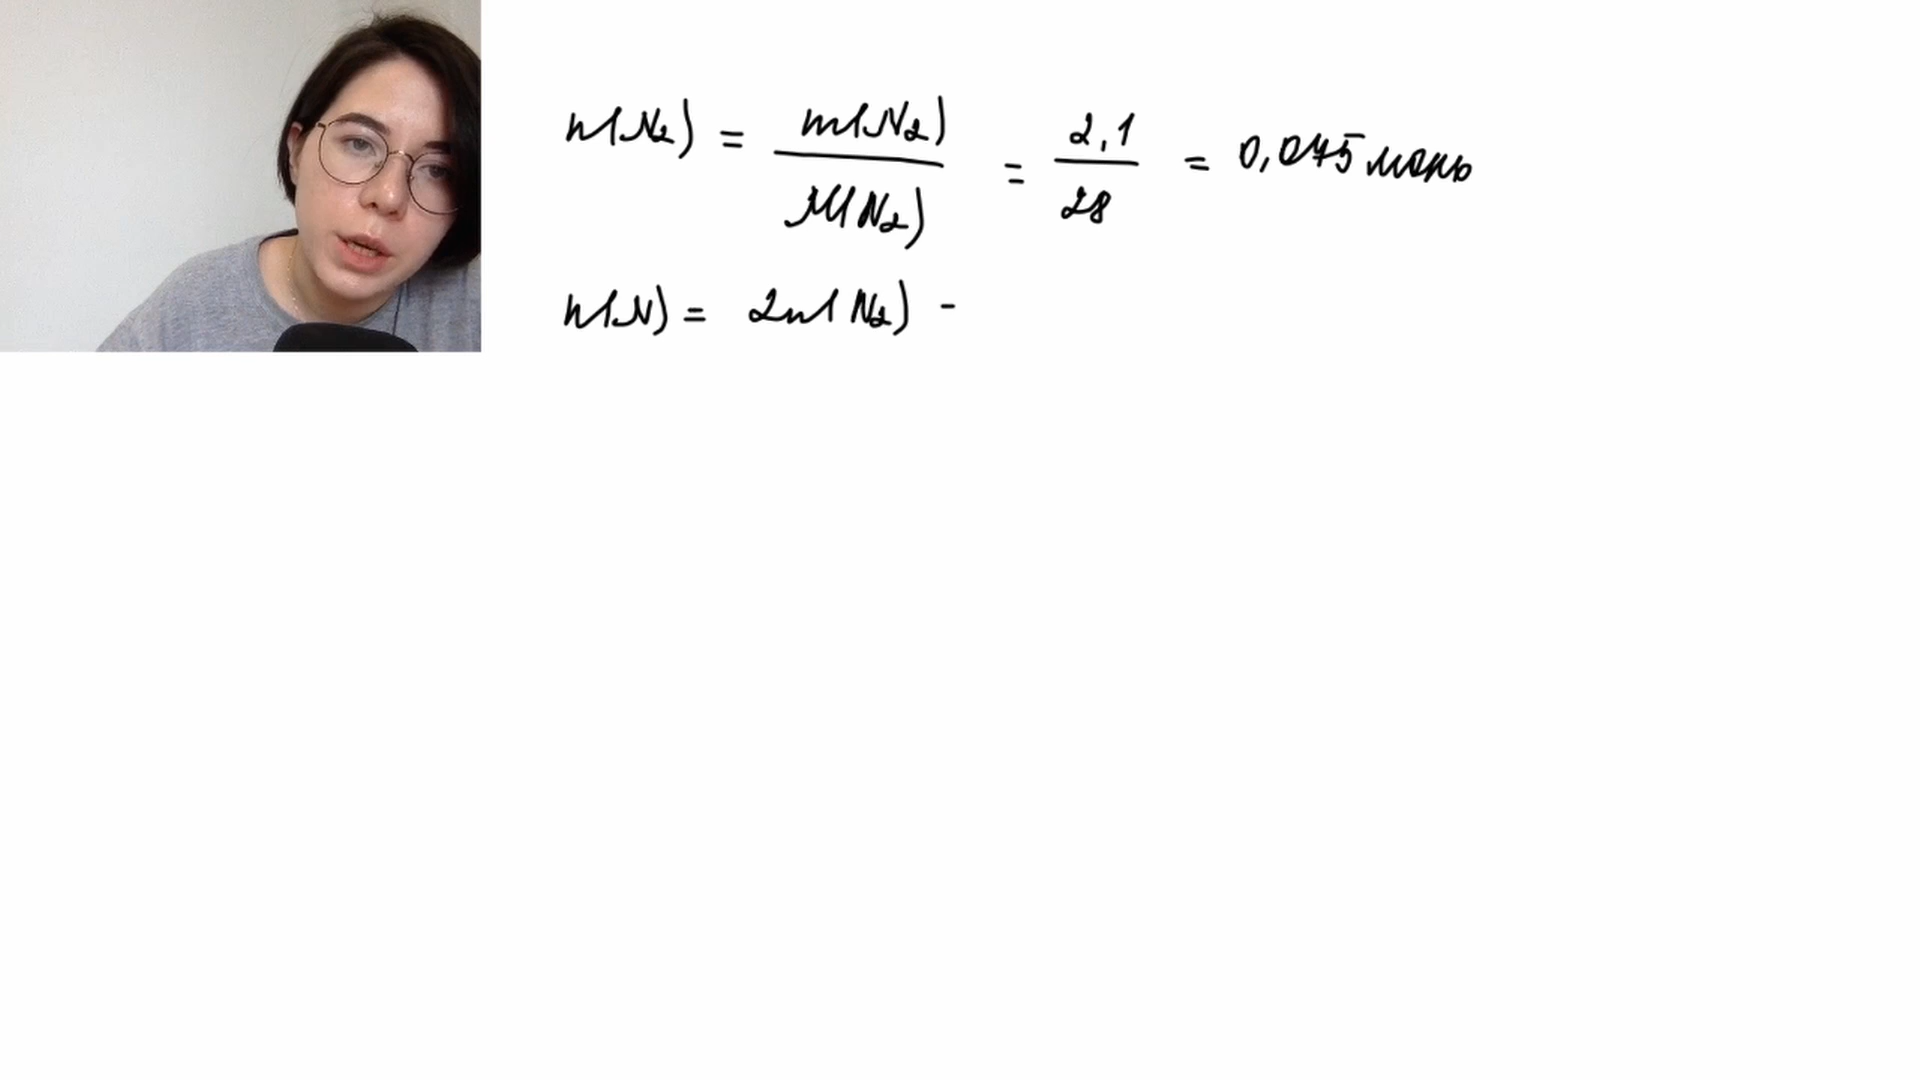 n(N₂) = m(N₂) / M(N₂) = 2,1 / 28 = 0,075 моль
n(N) = 2n(N₂) -